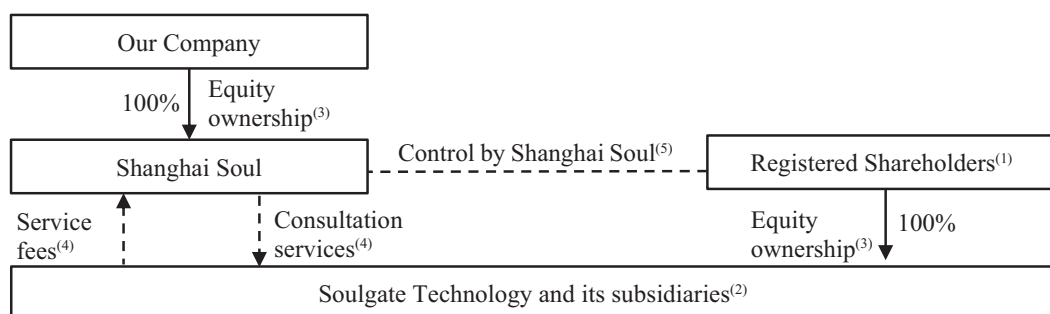 Our Company
100%
Equity
ownership(3)
Shanghai Soul
Control by Shanghai Soul(5)
Registered Shareholders(1)
Service
fees(4)
Consultation
services(4)
Equity
ownership(3)
100%
Soulgate Technology and its subsidiaries(2)